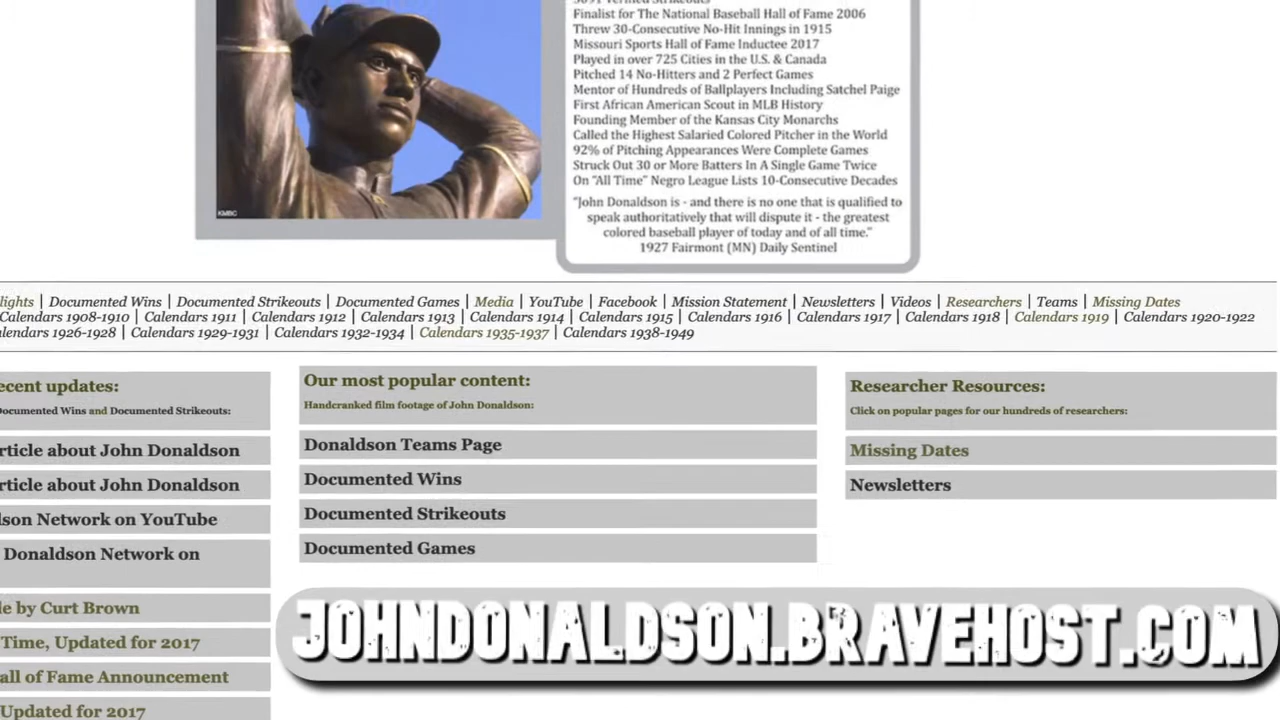 Finalist for The National Baseball Hall of Fame 2006
Threw 30-Consecutive No-Hit Innings in 1915
Missouri Sports Hall of Fame Inductee 2017
Played in over 725 Cities in the U.S. & Canada
Pitched 14 No-Hitters and 2 Perfect Games
Mentor of Hundreds of Ballplayers Including Satchel Paige
First African American Scout in MLB History
Founding Member of the Kansas City Monarchs
Called the Highest Salaried Colored Pitcher in the World
92% of Pitching Appearances Were Complete Games
Struck Out 30 or More Batters In A Single Game Twice
On "All Time" Negro League Lists 10-Consecutive Decades
"John Donaldson is - and there is no one that is qualified to
speak authoritatively that will dispute it - the greatest
colored baseball player of today and of all time."
1927 Fairmont (MN) Daily Sentinel
KMBC
lights | Documented Wins | Documented Strikeouts | Documented Games | Media | YouTube | Facebook | Mission Statement | Newsletters | Videos | Researchers | Teams | Missing Dates
Calendars 1908-1910 | Calendars 1911 | Calendars 1912 | Calendars 1913 | Calendars 1914 | Calendars 1915 | Calendars 1916 | Calendars 1917 | Calendars 1918 | Calendars 1919 | Calendars 1920-1922
alendars 1926-1928 | Calendars 1929-1931 | Calendars 1932-1934 | Calendars 1935-1937 | Calendars 1938-1949
ecent updates:
Documented Wins and Documented Strikeouts:
rticle about John Donaldson
rticle about John Donaldson
dson Network on YouTube
Donaldson Network on
le by Curt Brown
Time, Updated for 2017
all of Fame Announcement
Updated for 2017
Our most popular content:
Handcranked film footage of John Donaldson:
Donaldson Teams Page
Documented Wins
Documented Strikeouts
Documented Games
Researcher Resources:
Click on popular pages for our hundreds of researchers:
Missing Dates
Newsletters
JOHNDONALDSON.BRAVEHOST.COM